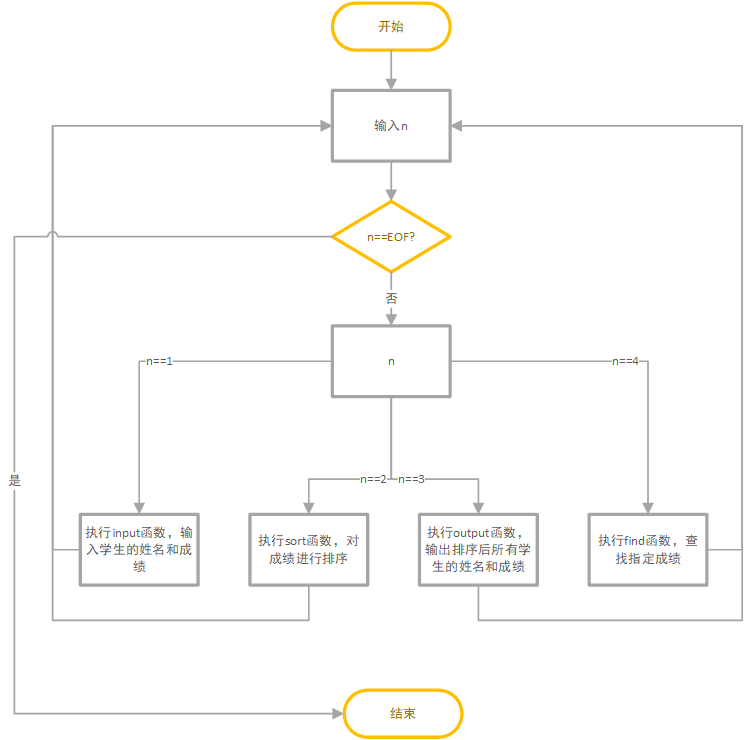 开始
输入n
n==EOF?
否
n
n==1
n==4
是
n==2
n==3
执行input函数，输
入学生的姓名和成
绩
执行sort函数，对
成绩进行排序
执行output函数，
输出排序后所有学
生的姓名和成绩
执行find函数，查
找指定成绩
结束